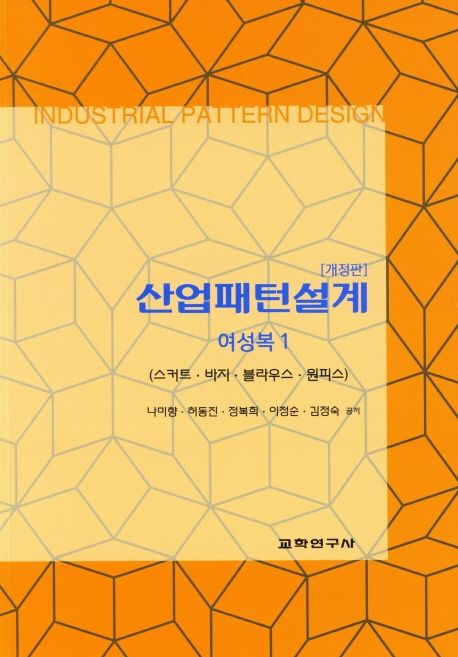 INDUSTRIAL PATTERN DESIGN
[개정판]
산업패턴설계
여성복 1
(스커트 · 바지 · 블라우스 · 원피스)
나미향 · 허동진 · 정복희 · 이정순 · 김정숙 공저
교학연구사